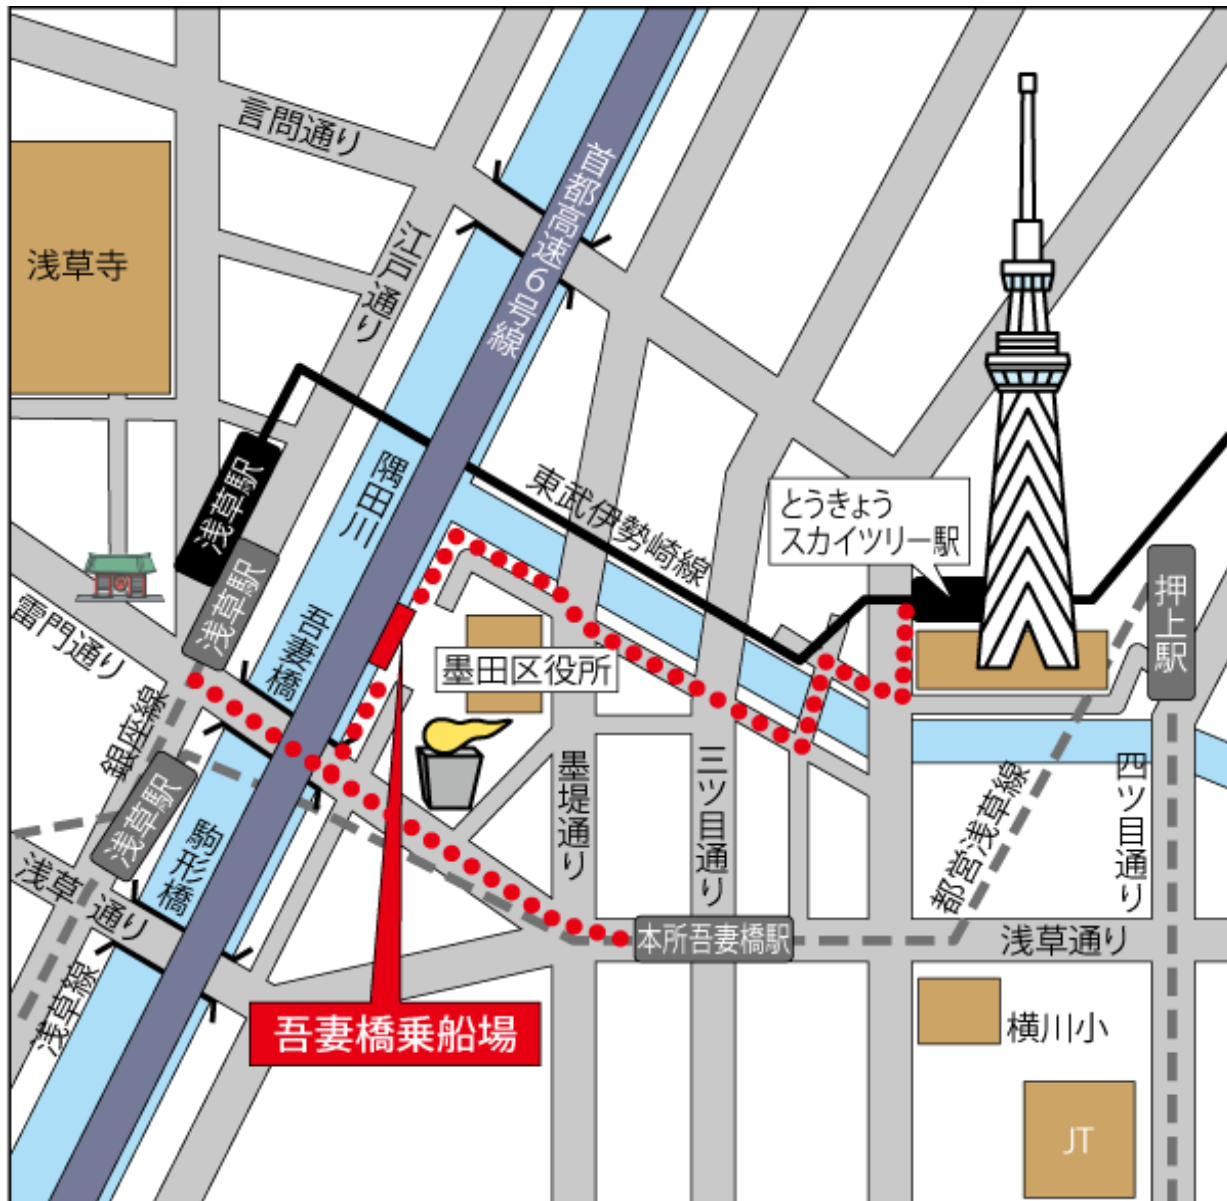 言問通り
首都高速6号線
江戸通り
浅草寺
浅草駅
隅田川
東武伊勢崎線
とうきょう
スカイツリー駅
浅草駅
押上駅
雷門通り
吾妻橋
墨田区役所
銀座線
浅草駅
駒形橋
墨堤通り
三ツ目通り
都営浅草線
四ツ目通り
浅草通り
本所吾妻橋駅
浅草通り
浅草線
吾妻橋乗船場
横川小
JT